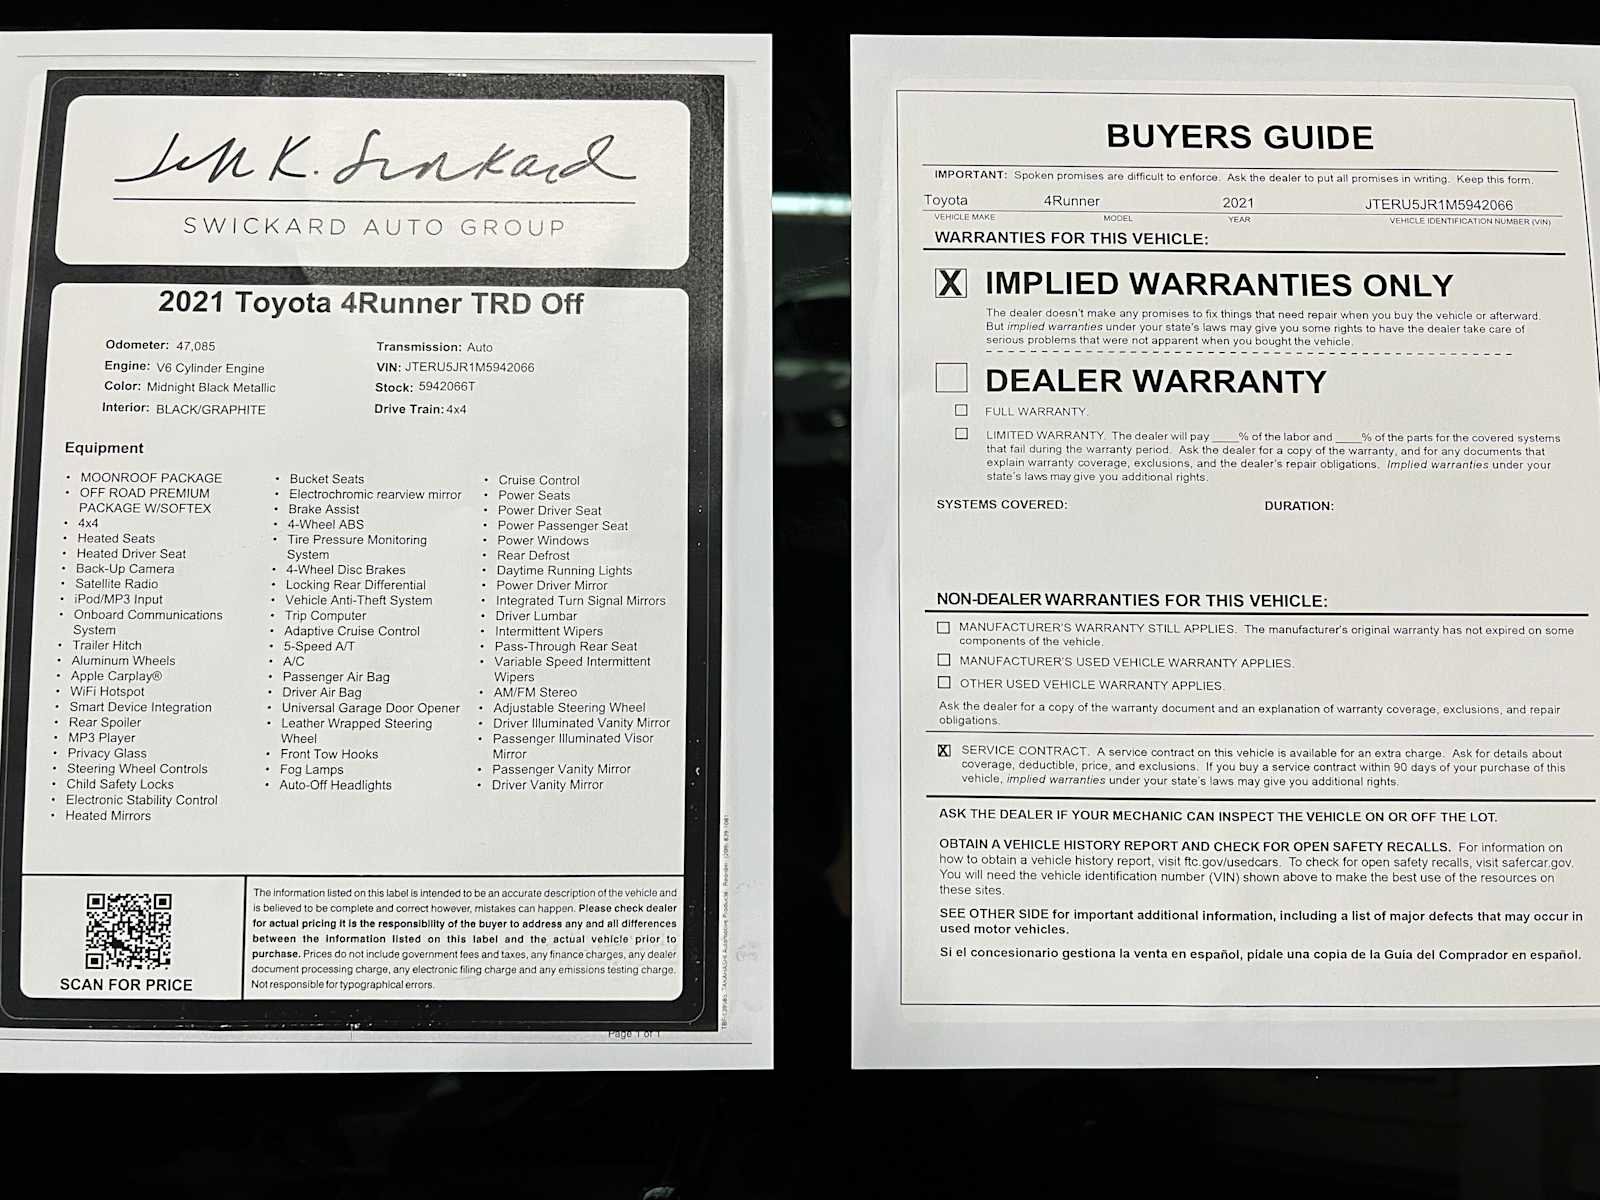 Jeff K. Swickard
SWICKARD AUTO GROUP
2021 Toyota 4Runner TRD Off
Odometer: 47,085
Engine: V6 Cylinder Engine
Color: Midnight Black Metallic
Interior: BLACK/GRAPHITE
Transmission: Auto
VIN: JTERU5JR1M5942066
Stock: 5942066T
Drive Train: 4x4
Equipment
• MOONROOF PACKAGE
• OFF ROAD PREMIUM
PACKAGE W/SOFTEX
• 4x4
• Heated Seats
• Heated Driver Seat
• Back-Up Camera
• Satellite Radio
• iPod/MP3 Input
• Onboard Communications
System
• Trailer Hitch
• Aluminum Wheels
• Apple Carplay®
• WiFi Hotspot
• Smart Device Integration
• Rear Spoiler
• MP3 Player
• Privacy Glass
• Steering Wheel Controls
• Child Safety Locks
• Electronic Stability Control
• Heated Mirrors
• Bucket Seats
• Electrochromic rearview mirror
• Brake Assist
• 4-Wheel ABS
• Tire Pressure Monitoring
System
• 4-Wheel Disc Brakes
• Locking Rear Differential
• Vehicle Anti-Theft System
• Trip Computer
• Adaptive Cruise Control
• 5-Speed A/T
• A/C
• Passenger Air Bag
• Driver Air Bag
• Universal Garage Door Opener
• Leather Wrapped Steering
Wheel
• Front Tow Hooks
• Fog Lamps
• Auto-Off Headlights
• Cruise Control
• Power Seats
• Power Driver Seat
• Power Passenger Seat
• Power Windows
• Rear Defrost
• Daytime Running Lights
• Power Driver Mirror
• Integrated Turn Signal Mirrors
• Driver Lumbar
• Intermittent Wipers
• Pass-Through Rear Seat
• Variable Speed Intermittent
Wipers
• AM/FM Stereo
• Adjustable Steering Wheel
• Driver Illuminated Vanity Mirror
• Passenger Illuminated Visor
Mirror
• Passenger Vanity Mirror
• Driver Vanity Mirror
SCAN FOR PRICE
The information listed on this label is intended to be an accurate description of the vehicle and
is believed to be complete and correct however, mistakes can happen. Please check dealer
for actual pricing it is the responsibility of the buyer to address any and all differences
between the information listed on this label and the actual vehicle prior to
purchase. Prices do not include government fees and taxes, any finance charges, any dealer
document processing charge, any electronic filing charge and any emissions testing charge.
Not responsible for typographical errors.
Page 1 of 1
BUYERS GUIDE
IMPORTANT: Spoken promises are difficult to enforce. Ask the dealer to put all promises in writing. Keep this form.
Toyota 4Runner 2021 JTERU5JR1M5942066
VEHICLE MAKE MODEL YEAR VEHICLE IDENTIFICATION NUMBER (VIN)
WARRANTIES FOR THIS VEHICLE:
X IMPLIED WARRANTIES ONLY
The dealer doesn't make any promises to fix things that need repair when you buy the vehicle or afterward.
But implied warranties under your state's laws may give you some rights to have the dealer take care of
serious problems that were not apparent when you bought the vehicle.
DEALER WARRANTY
FULL WARRANTY.
LIMITED WARRANTY. The dealer will pay ____% of the labor and ____% of the parts for the covered systems
that fail during the warranty period. Ask the dealer for a copy of the warranty, and for any documents that
explain warranty coverage, exclusions, and the dealer's repair obligations. Implied warranties under your
state's laws may give you additional rights.
SYSTEMS COVERED: DURATION:
NON-DEALER WARRANTIES FOR THIS VEHICLE:
MANUFACTURER'S WARRANTY STILL APPLIES. The manufacturer's original warranty has not expired on some
components of the vehicle.
MANUFACTURER'S USED VEHICLE WARRANTY APPLIES.
OTHER USED VEHICLE WARRANTY APPLIES.
Ask the dealer for a copy of the warranty document and an explanation of warranty coverage, exclusions, and repair
obligations.
X SERVICE CONTRACT. A service contract on this vehicle is available for an extra charge. Ask for details about
coverage, deductible, price, and exclusions. If you buy a service contract within 90 days of your purchase of this
vehicle, implied warranties under your state's laws may give you additional rights.
ASK THE DEALER IF YOUR MECHANIC CAN INSPECT THE VEHICLE ON OR OFF THE LOT.
OBTAIN A VEHICLE HISTORY REPORT AND CHECK FOR OPEN SAFETY RECALLS. For information on
how to obtain a vehicle history report, visit ftc.gov/usedcars. To check for open safety recalls, visit safercar.gov.
You will need the vehicle identification number (VIN) shown above to make the best use of the resources on
these sites.
SEE OTHER SIDE for important additional information, including a list of major defects that may occur in
used motor vehicles.
Si el concesionario gestiona la venta en español, pídale una copia de la Guía del Comprador en español.